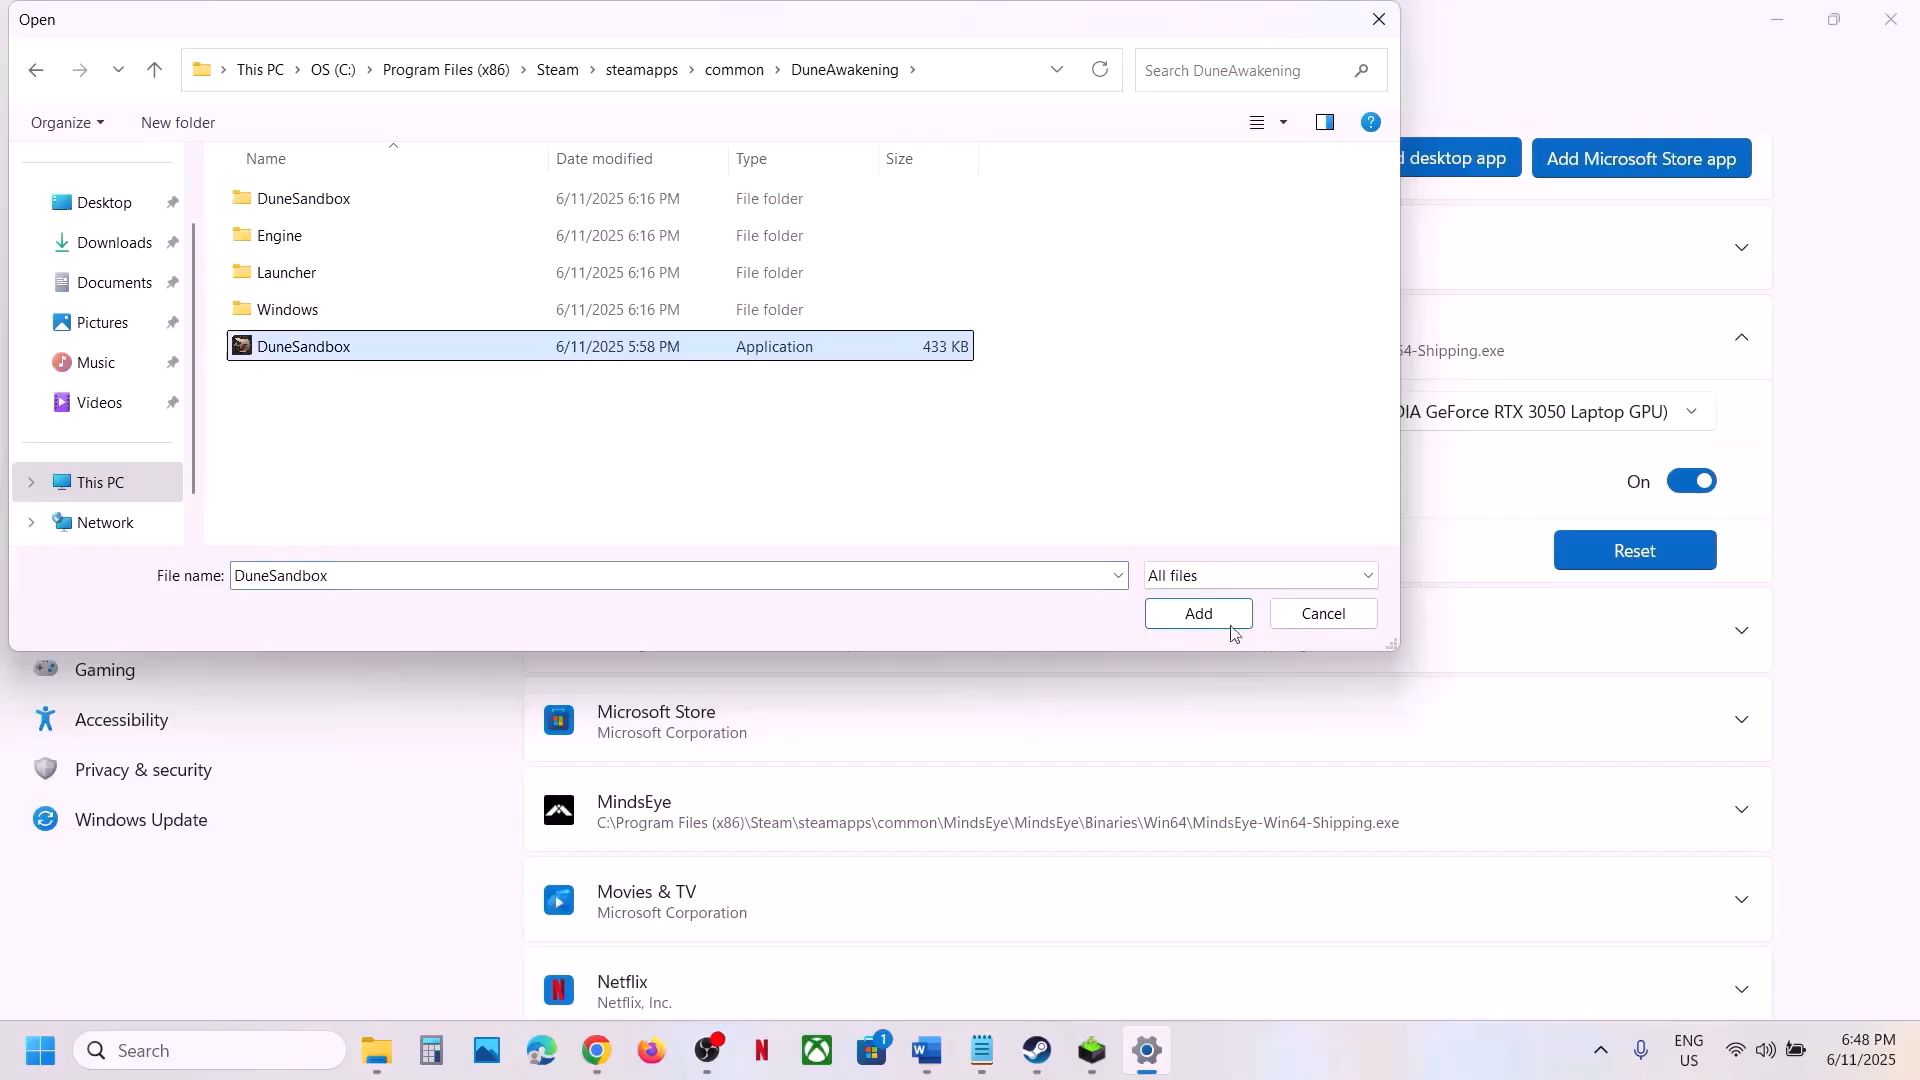 Open
This PC > OS (C:) > Program Files (x86) > Steam > steamapps > common > DuneAwakening >
Search DuneAwakening
Organize
New folder
Name
Date modified
Type
Size
Desktop
Downloads
Documents
Pictures
Music
Videos
This PC
Network
DuneSandbox 6/11/2025 6:16 PM File folder
Engine 6/11/2025 6:16 PM File folder
Launcher 6/11/2025 6:16 PM File folder
Windows 6/11/2025 6:16 PM File folder
DuneSandbox 6/11/2025 5:58 PM Application 433 KB
File name: DuneSandbox
All files
Add
Cancel
desktop app
Add Microsoft Store app
64-Shipping.exe
GeForce RTX 3050 Laptop GPU)
On
Reset
Gaming
Accessibility
Privacy & security
Windows Update
Microsoft Store
Microsoft Corporation
MindsEye
C:\Program Files (x86)\Steam\steamapps\common\MindsEye\MindsEye\Binaries\Win64\MindsEye-Win64-Shipping.exe
Movies & TV
Microsoft Corporation
Netflix
Netflix, Inc.
Search
1
ENG
US
6:48 PM
6/11/2025